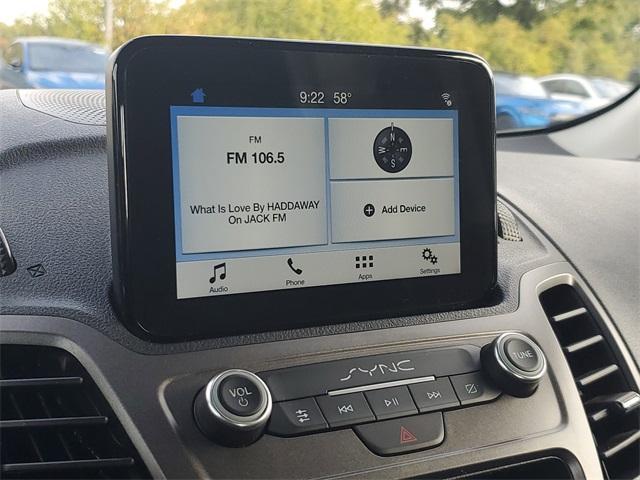 9:22 58°
FM
FM 106.5
What Is Love By HADDAWAY
On JACK FM
N
W E
S
Add Device
Audio
Phone
Apps
Settings
SYNC
VOL
TUNE